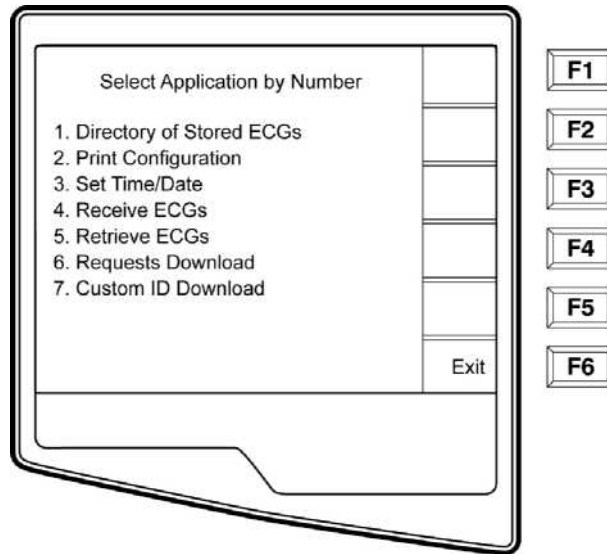 Select Application by Number
1. Directory of Stored ECGs
2. Print Configuration
3. Set Time/Date
4. Receive ECGs
5. Retrieve ECGs
6. Requests Download
7. Custom ID Download
Exit
F1
F2
F3
F4
F5
F6